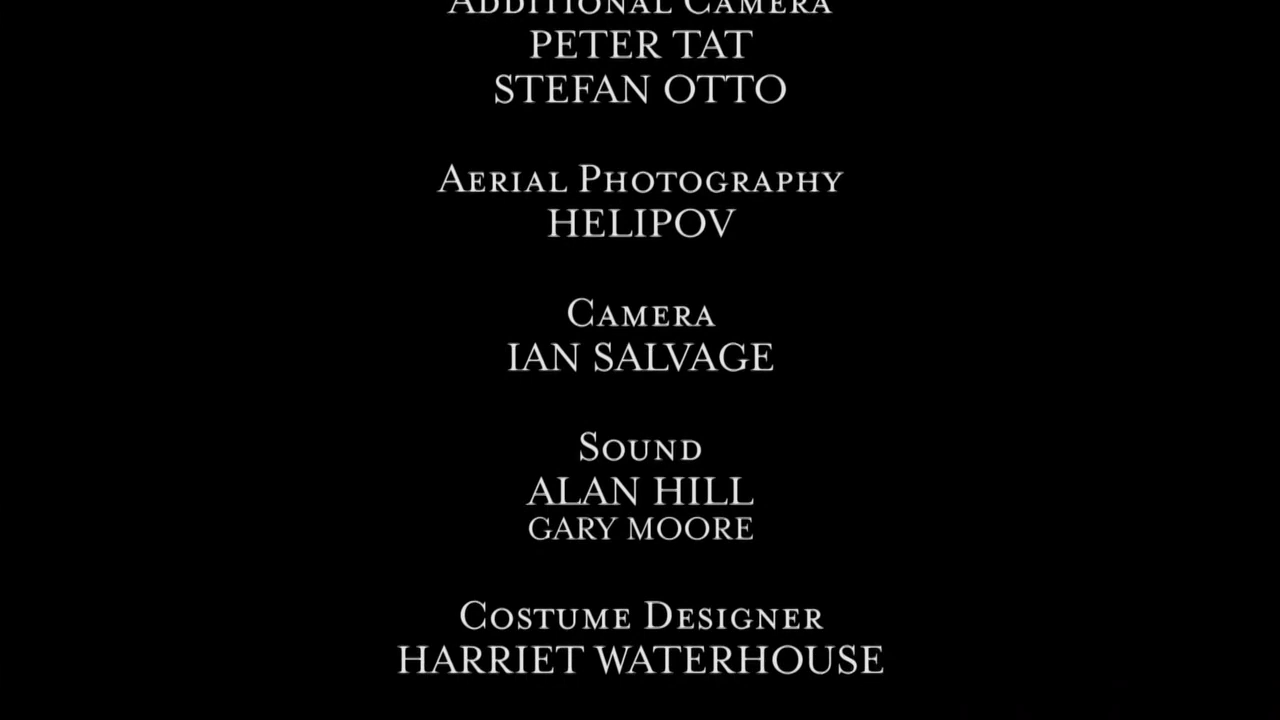 ADDITIONAL CAMERA
PETER TAT
STEFAN OTTO
AERIAL PHOTOGRAPHY
HELIPOV
CAMERA
IAN SALVAGE
SOUND
ALAN HILL
GARY MOORE
COSTUME DESIGNER
HARRIET WATERHOUSE